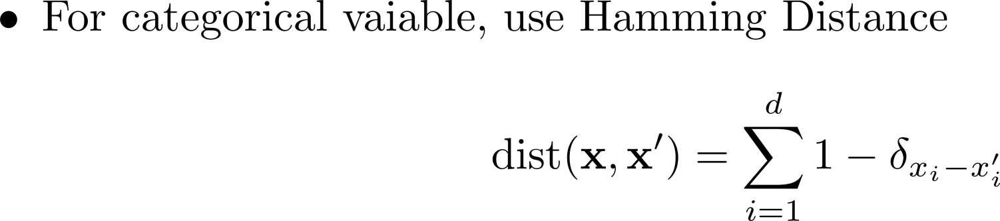 • For categorical vaiable, use Hamming Distance
dist(𝐱, 𝐱′) = ∑_{i=1}^{d} 1 − δ_{x_i − x′_i}